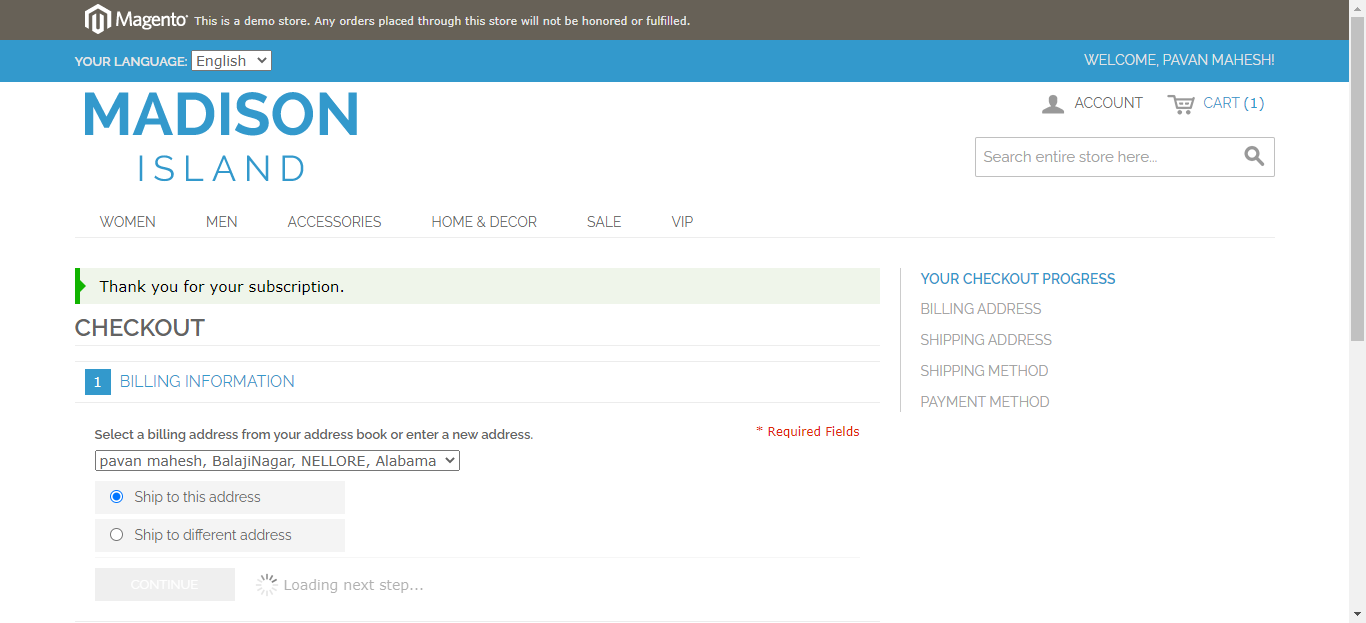 Magento® This is a demo store. Any orders placed through this store will not be honored or fulfilled.
YOUR LANGUAGE: English
WELCOME, PAVAN MAHESH!
MADISON
ISLAND
ACCOUNT
CART (1)
Search entire store here...
WOMEN MEN ACCESSORIES HOME & DECOR SALE VIP
Thank you for your subscription.
CHECKOUT
1 BILLING INFORMATION
Select a billing address from your address book or enter a new address.
* Required Fields
pavan mahesh, BalajiNagar, NELLORE, Alabama
Ship to this address
Ship to different address
CONTINUE
Loading next step...
YOUR CHECKOUT PROGRESS
BILLING ADDRESS
SHIPPING ADDRESS
SHIPPING METHOD
PAYMENT METHOD